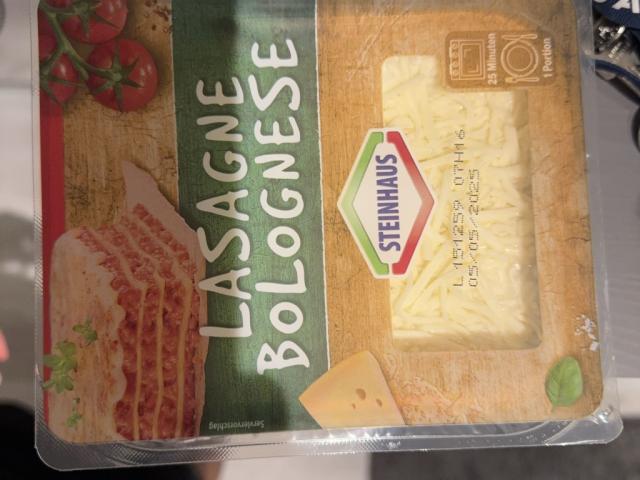 LASAGNE
BOLOGNESE
Serviervorschlag
STEINHAUS
L 151259 07H16
05/05/2025
25 Minuten
1 Portion